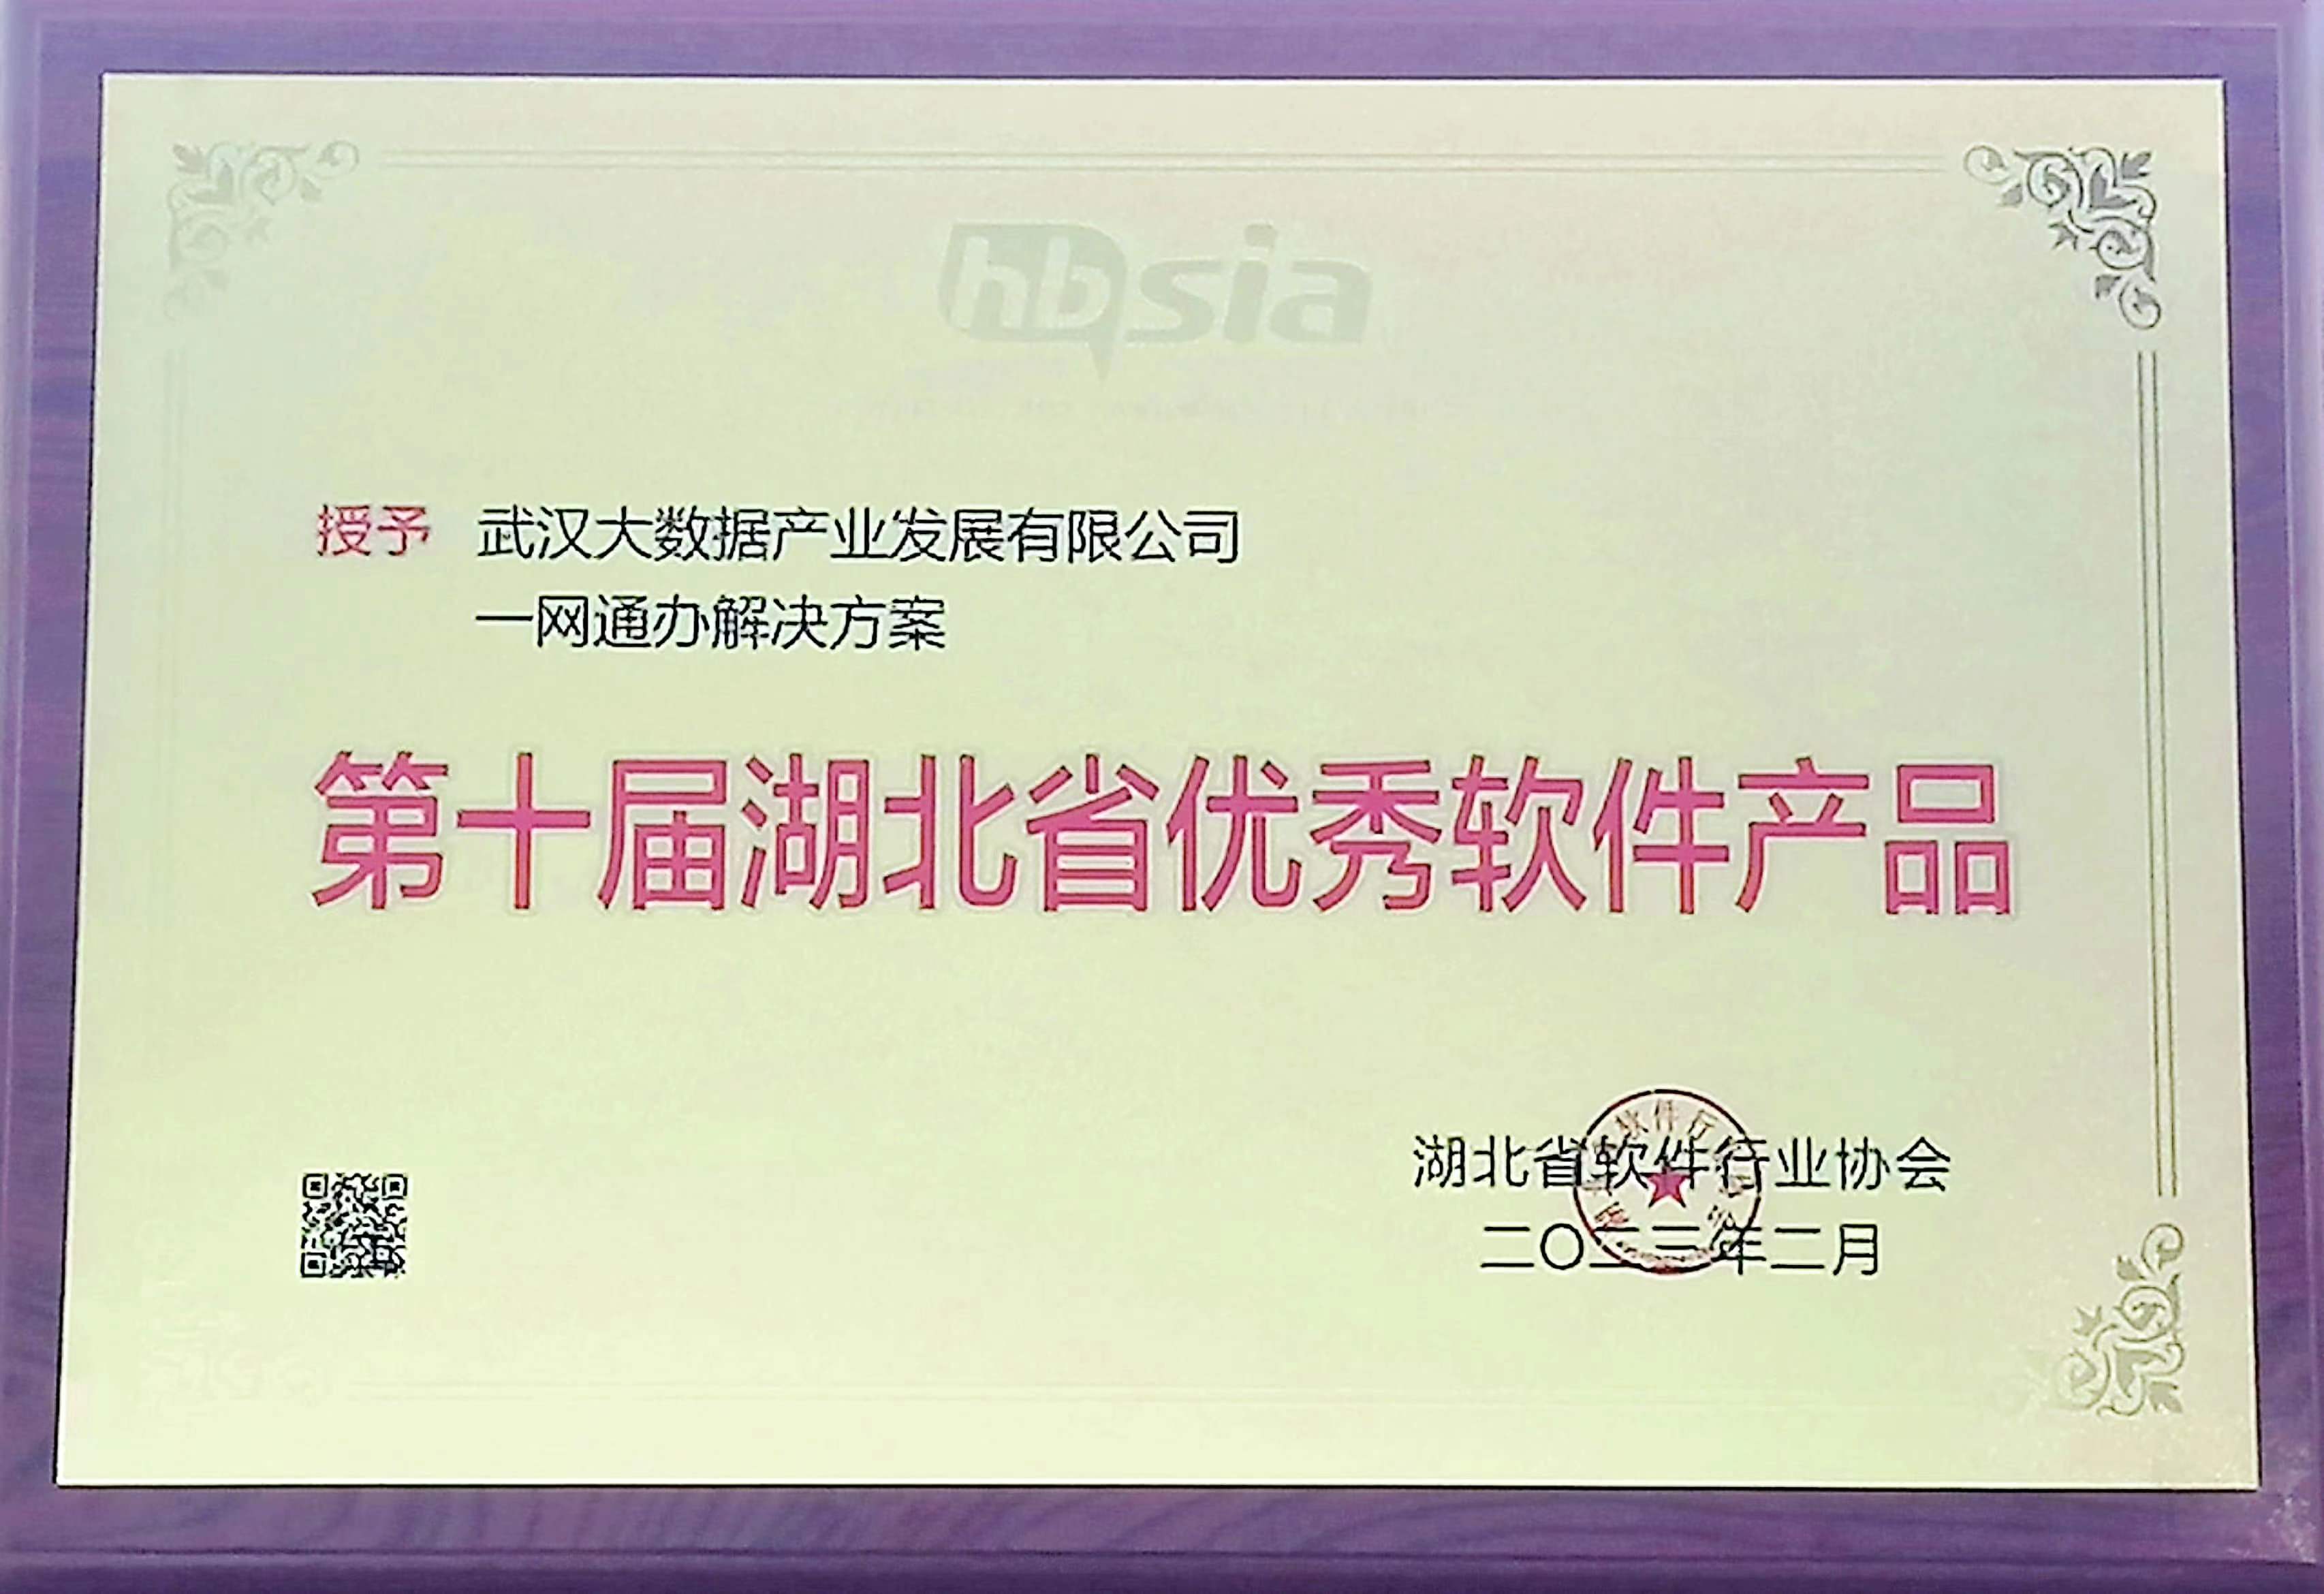 hbsia
授予 武汉大数据产业发展有限公司
一网通办解决方案
第十届湖北省优秀软件产品
湖北省软件行业协会
二〇二三年二月